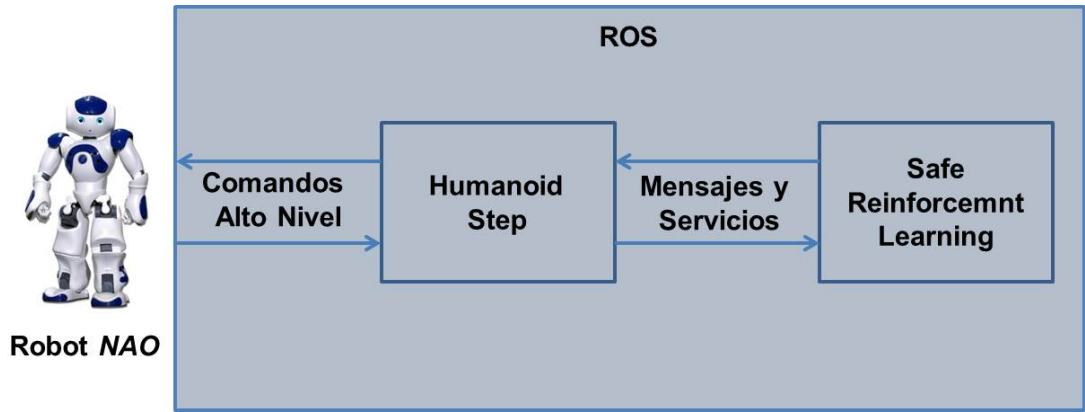 ROS
Comandos
Alto Nivel
Humanoid
Step
Mensajes y
Servicios
Safe
Reinforcemnt
Learning
Robot NAO